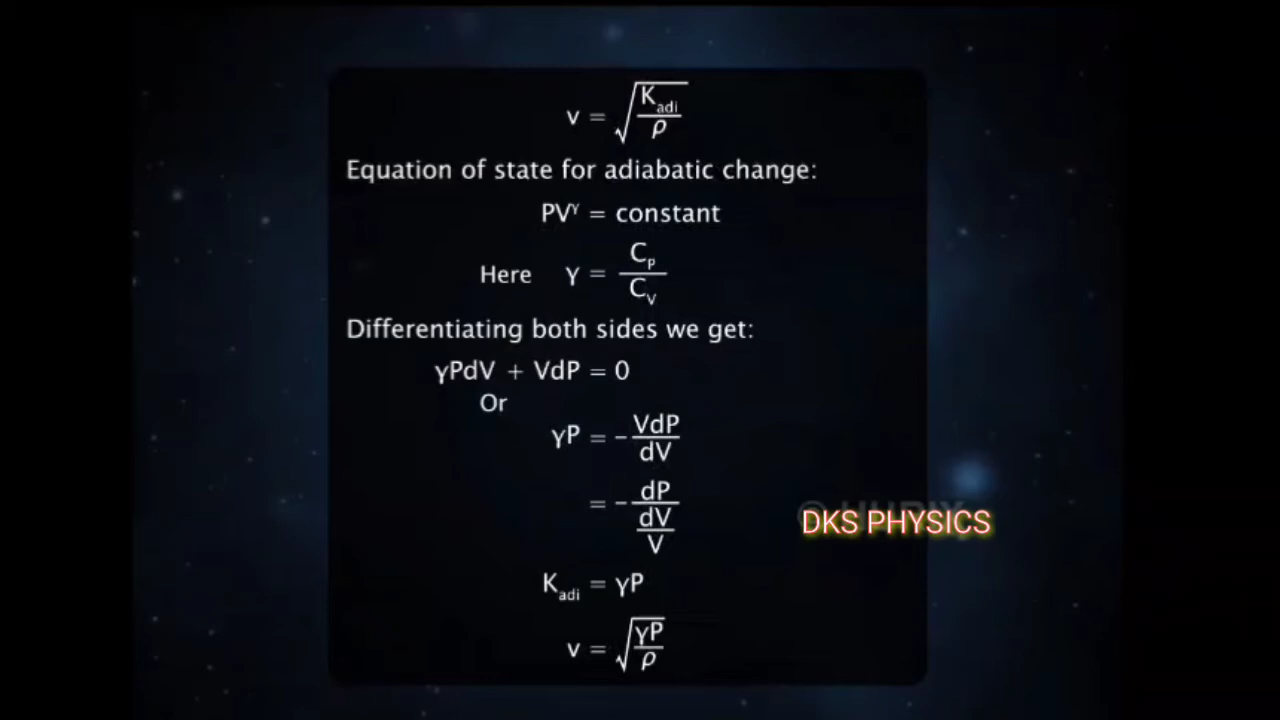 v = √(K_adi/ρ)
Equation of state for adiabatic change:
PV^γ = constant
Here γ = C_p/C_v
Differentiating both sides we get:
γPdV + VdP = 0
Or
γP = -VdP/dV
= -dP/(dV/V)
DKS PHYSICS
K_adi = γP
v = √(γP/ρ)